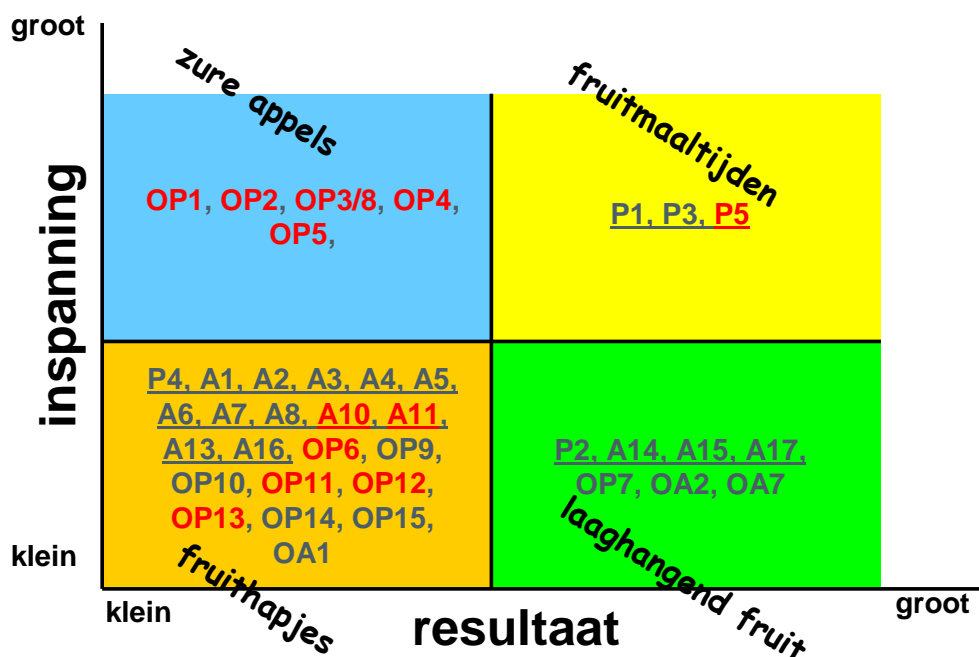 groot
zure appels
fruitmaaltijden
inspanning
OP1, OP2, OP3/8, OP4,
OP5,
P1, P3, P5
P4, A1, A2, A3, A4, A5,
A6, A7, A8, A10, A11,
A13, A16, OP6, OP9,
OP10, OP11, OP12,
OP13, OP14, OP15,
OA1
P2, A14, A15, A17,
OP7, OA2, OA7
klein
fruithapjes
laaghangend fruit
klein
resultaat
groot